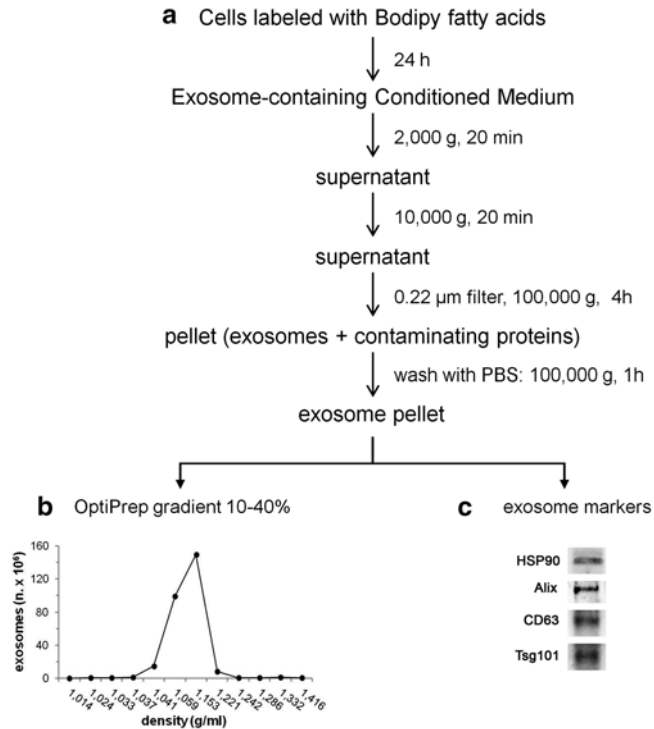 a Cells labeled with Bodipy fatty acids
24 h
Exosome-containing Conditioned Medium
2,000 g, 20 min
supernatant
10,000 g, 20 min
supernatant
0.22 µm filter, 100,000 g, 4h
pellet (exosomes + contaminating proteins)
wash with PBS: 100,000 g, 1h
exosome pellet
b OptiPrep gradient 10-40%
exosomes (n. x 10⁶)
160
120
80
40
0
1,014 1,024 1,033 1,037 1,041 1,059 1,153 1,221 1,242 1,286 1,332 1,416
density (g/ml)
c exosome markers
HSP90
Alix
CD63
Tsg101